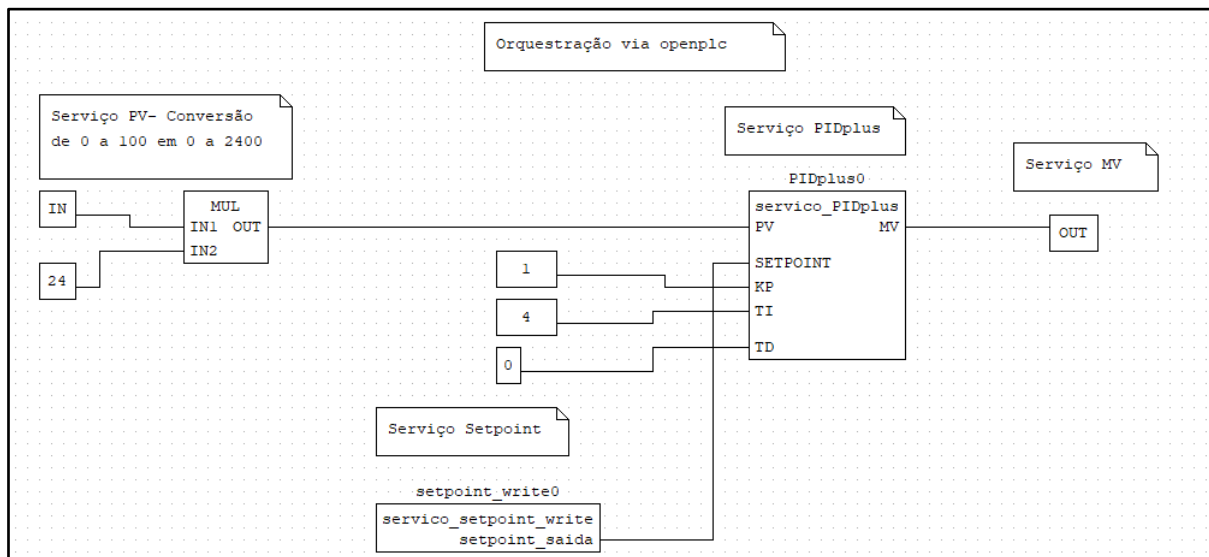 Orquestração via openplc
Serviço PV- Conversão
de 0 a 100 em 0 a 2400
Serviço PIDplus
Serviço MV
PIDplus0
IN
MUL
IN1 OUT
IN2
24
servico_PIDplus
PV MV
SETPOINT
KP
TI
TD
OUT
1
4
0
Serviço Setpoint
setpoint_write0
servico_setpoint_write
setpoint_saida